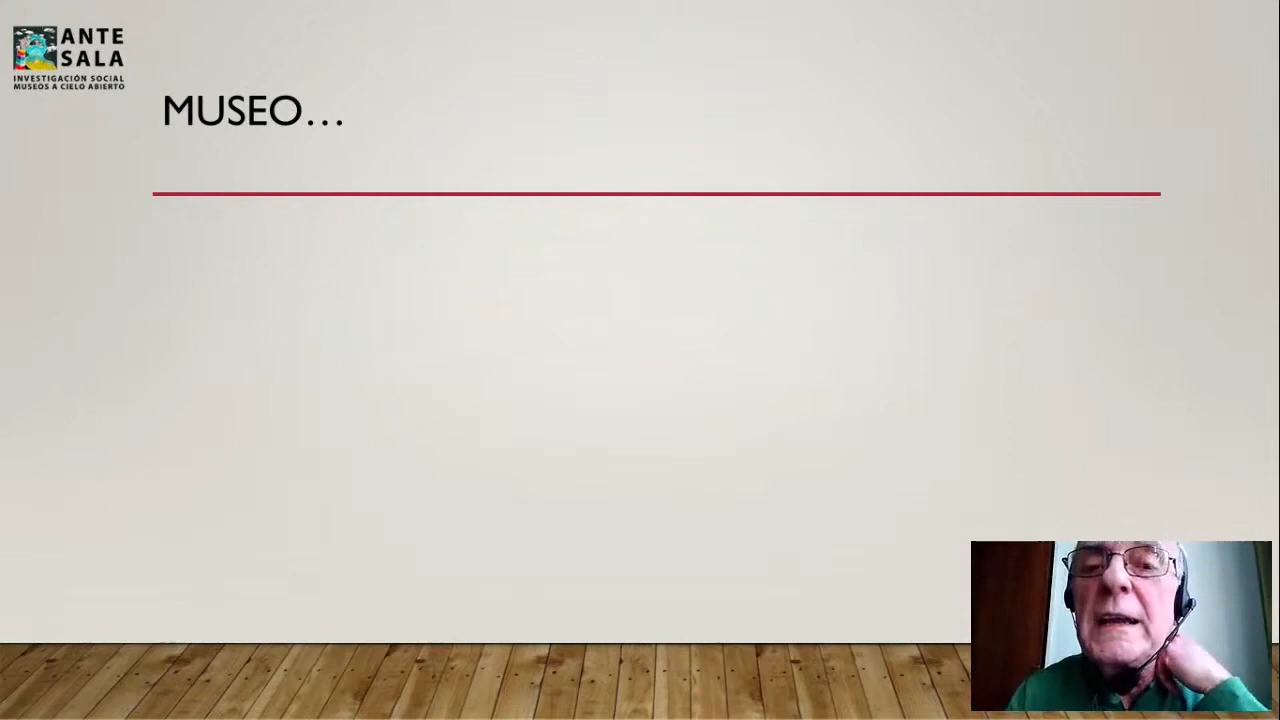 ANTE
SALA
INVESTIGACIÓN SOCIAL
MUSEOS A CIELO ABIERTO
MUSEO...